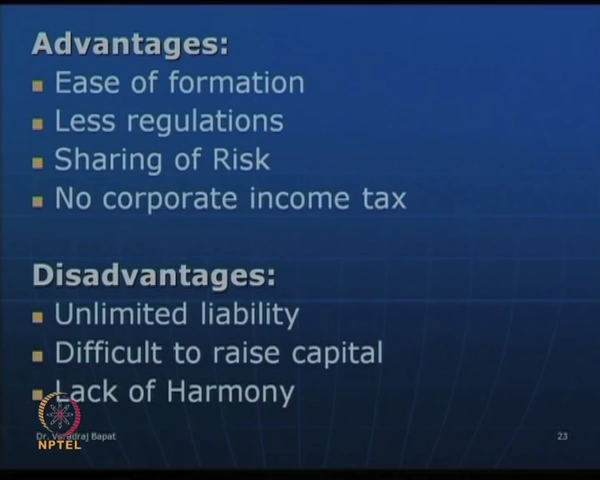 Advantages:
Ease of formation
Less regulations
Sharing of Risk
No corporate income tax
Disadvantages:
Unlimited liability
Difficult to raise capital
Lack of Harmony
Dr. Varadraj Bapat
23
NPTEL